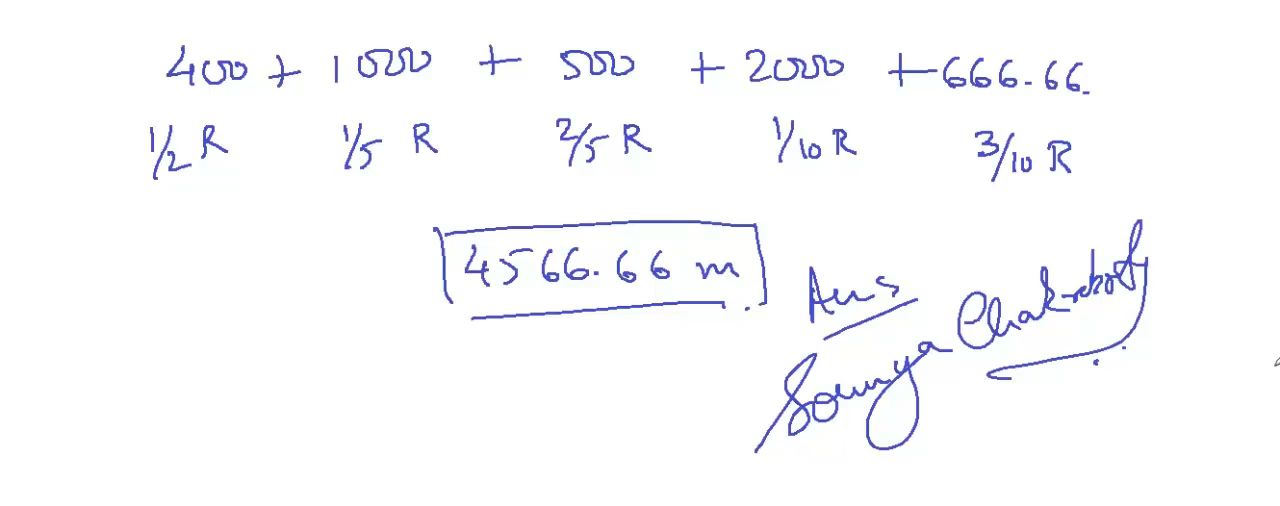 400 + 1000 + 500 + 2000 + 666.66.
1/2 R 1/5 R 2/5 R 1/10 R 3/10 R
4566.66 m
Ans
Soumya Chakraborty